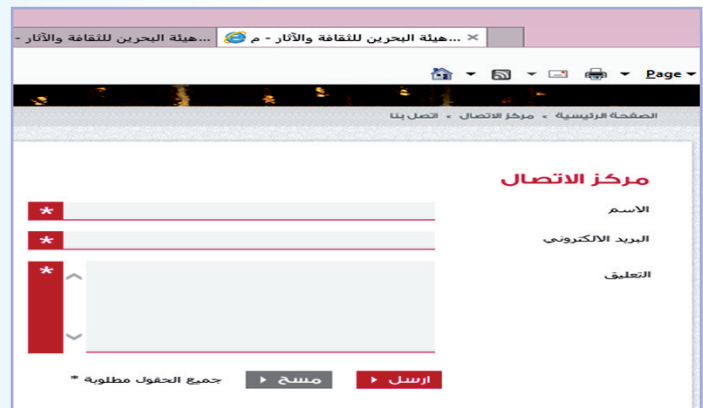 هيئة البحرين للثقافة والآثار - م...
هيئة البحرين للثقافة والآثار -...
Page
الصفحة الرئيسية » مركز الاتصال » اتصل بنا
مركز الاتصال
الاسم *
البريد الالكتروني *
التعليق *
ارسل
مسح
جميع الحقول مطلوبة *